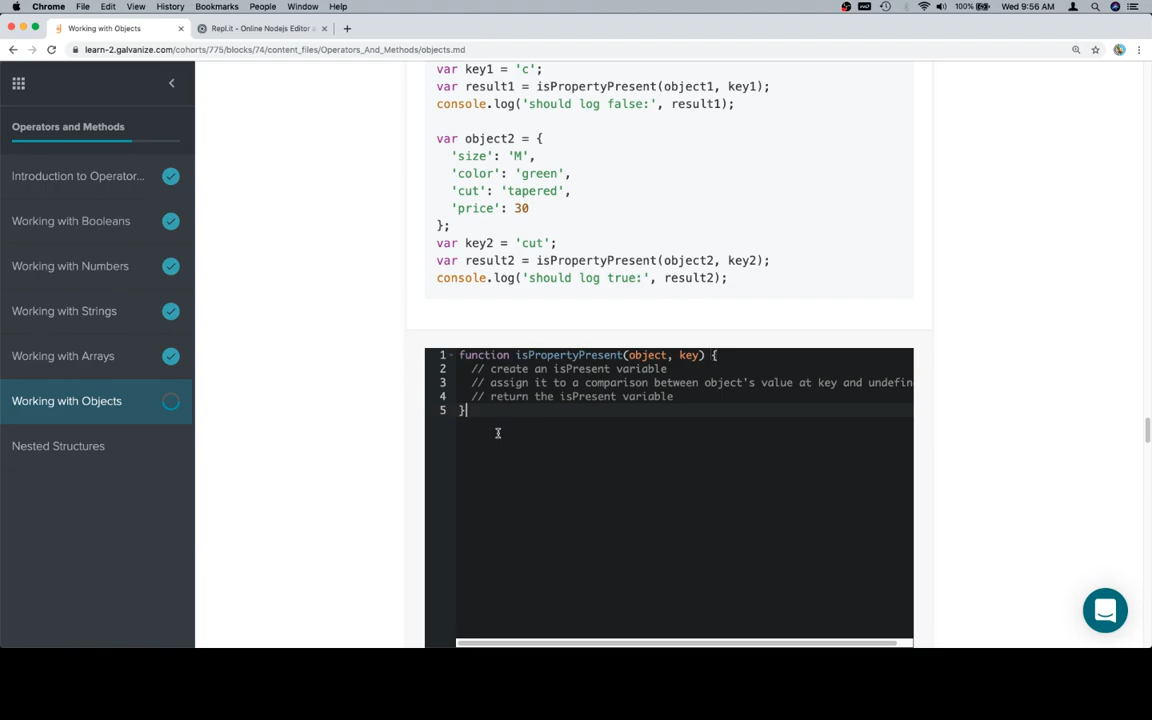 Chrome File Edit View History Bookmarks People Window Help
100% Wed 9:56 AM
Working with Objects
Repl.it - Online Nodejs Editor a
learn-2.galvanize.com/cohorts/775/blocks/74/content_files/Operators_And_Methods/objects.md
Operators and Methods
Introduction to Operator...
Working with Booleans
Working with Numbers
Working with Strings
Working with Arrays
Working with Objects
Nested Structures
var key1 = 'c';
var result1 = isPropertyPresent(object1, key1);
console.log('should log false:', result1);
var object2 = {
'size': 'M',
'color': 'green',
'cut': 'tapered',
'price': 30
};
var key2 = 'cut';
var result2 = isPropertyPresent(object2, key2);
console.log('should log true:', result2);
1 function isPropertyPresent(object, key) {
2 // create an isPresent variable
3 // assign it to a comparison between object's value at key and undefin
4 // return the isPresent variable
5 }